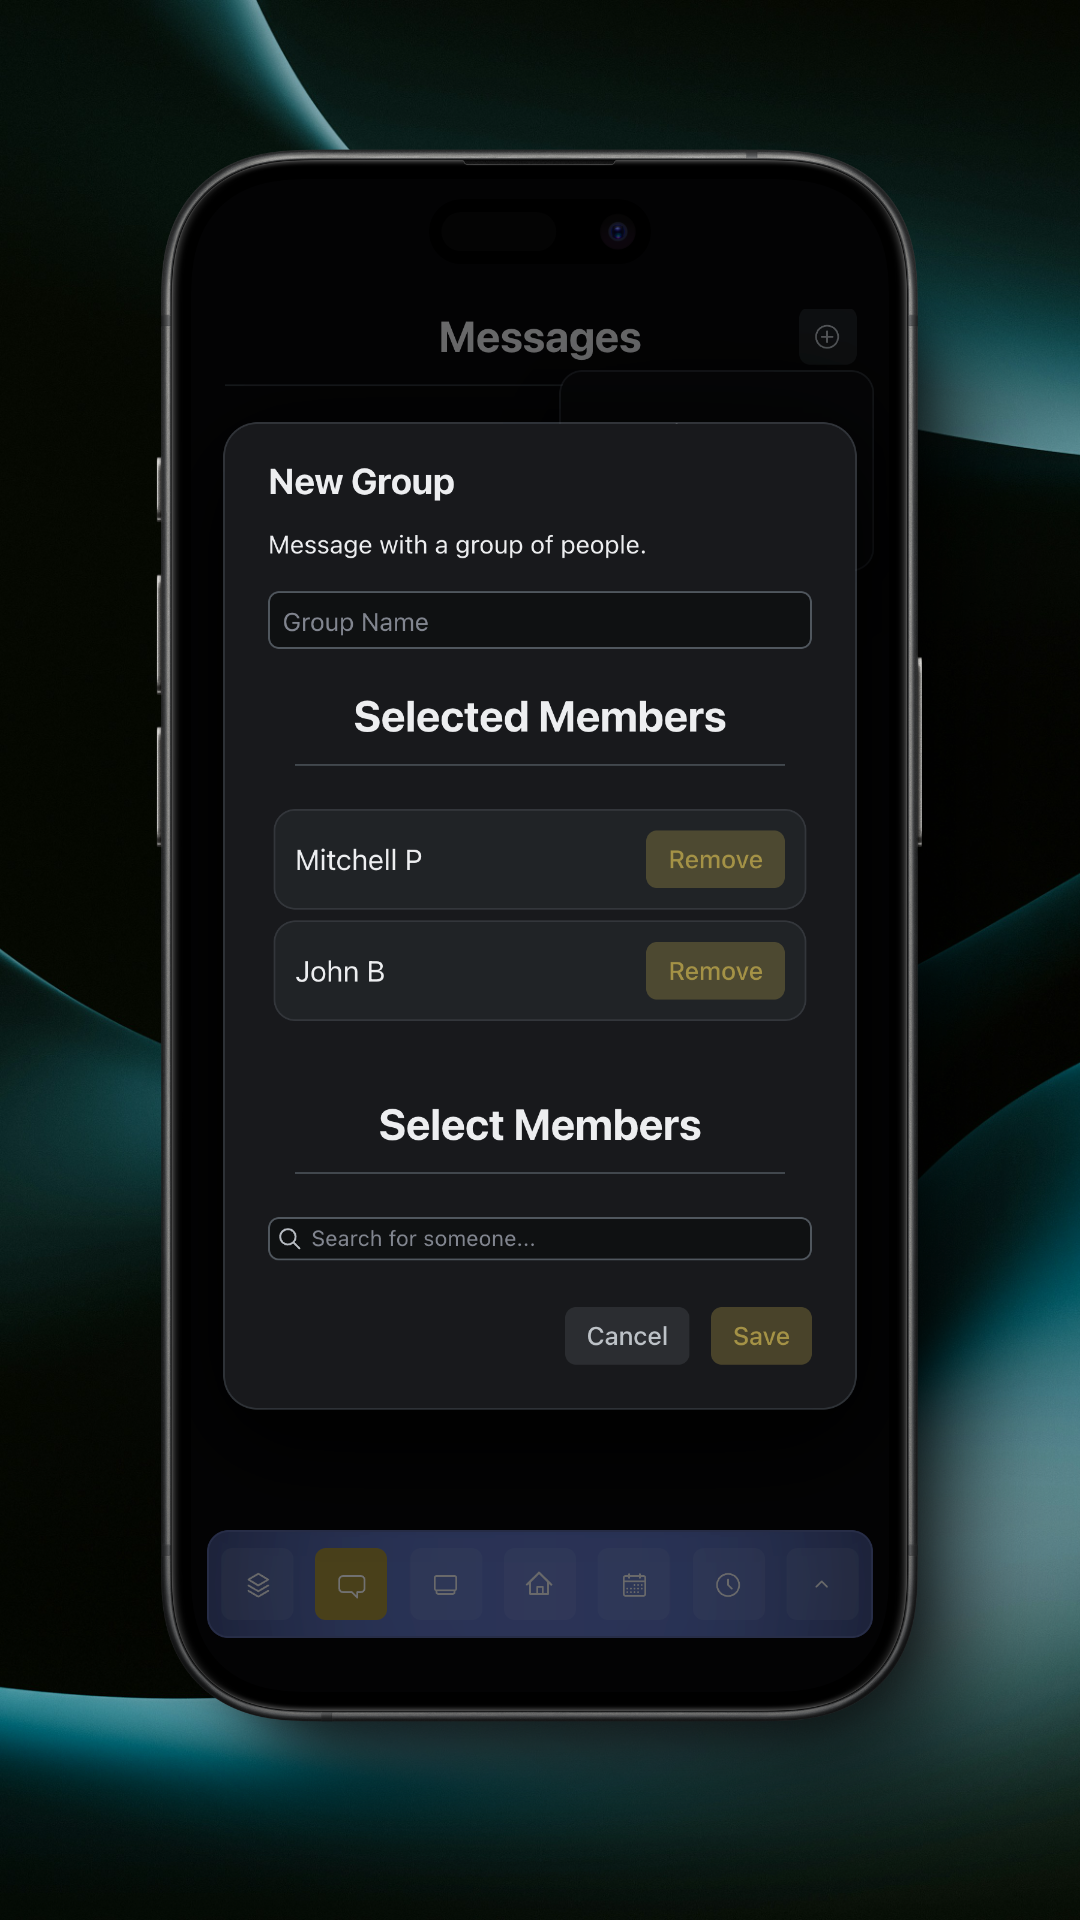 Messages
New Group
Message with a group of people.
Group Name
Selected Members
Mitchell P
Remove
John B
Remove
Select Members
Search for someone...
Cancel
Save